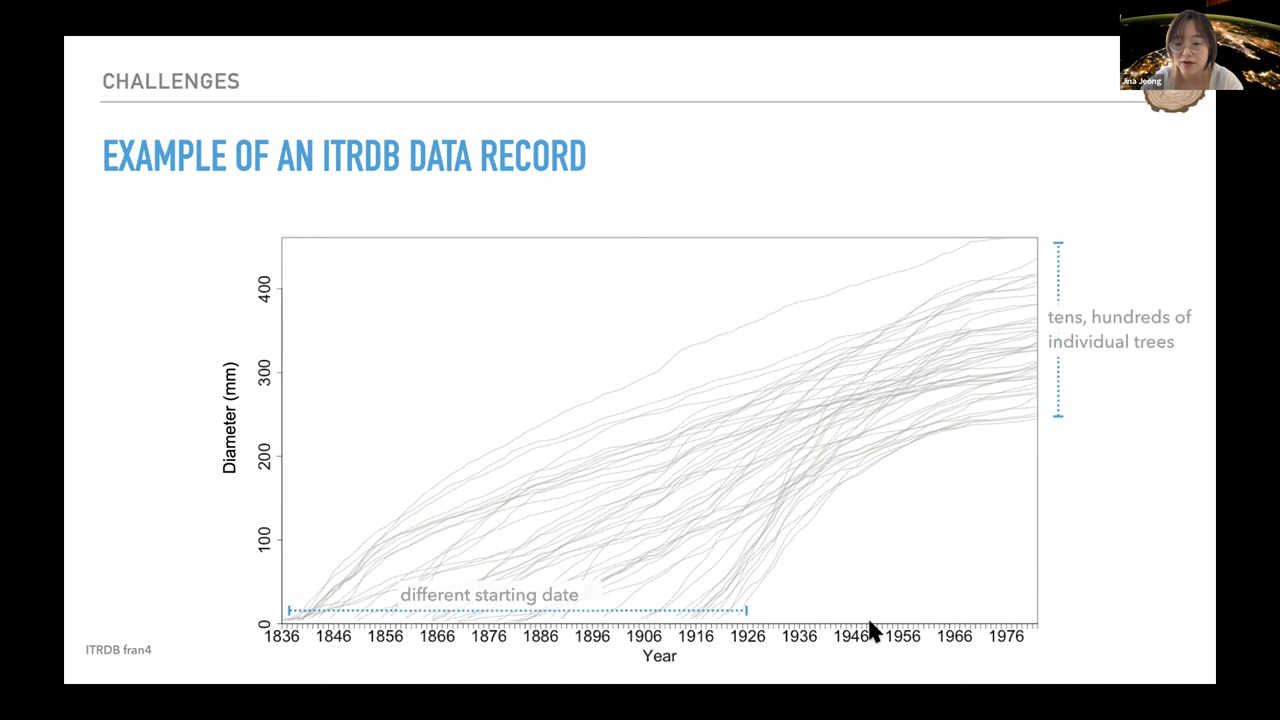 Jina Jeong
CHALLENGES
EXAMPLE OF AN ITRDB DATA RECORD
400
300
200
100
0
Diameter (mm)
tens, hundreds of
individual trees
different starting date
1836 1846 1856 1866 1876 1886 1896 1906 1916 1926 1936 1946 1956 1966 1976
Year
ITRDB fran4